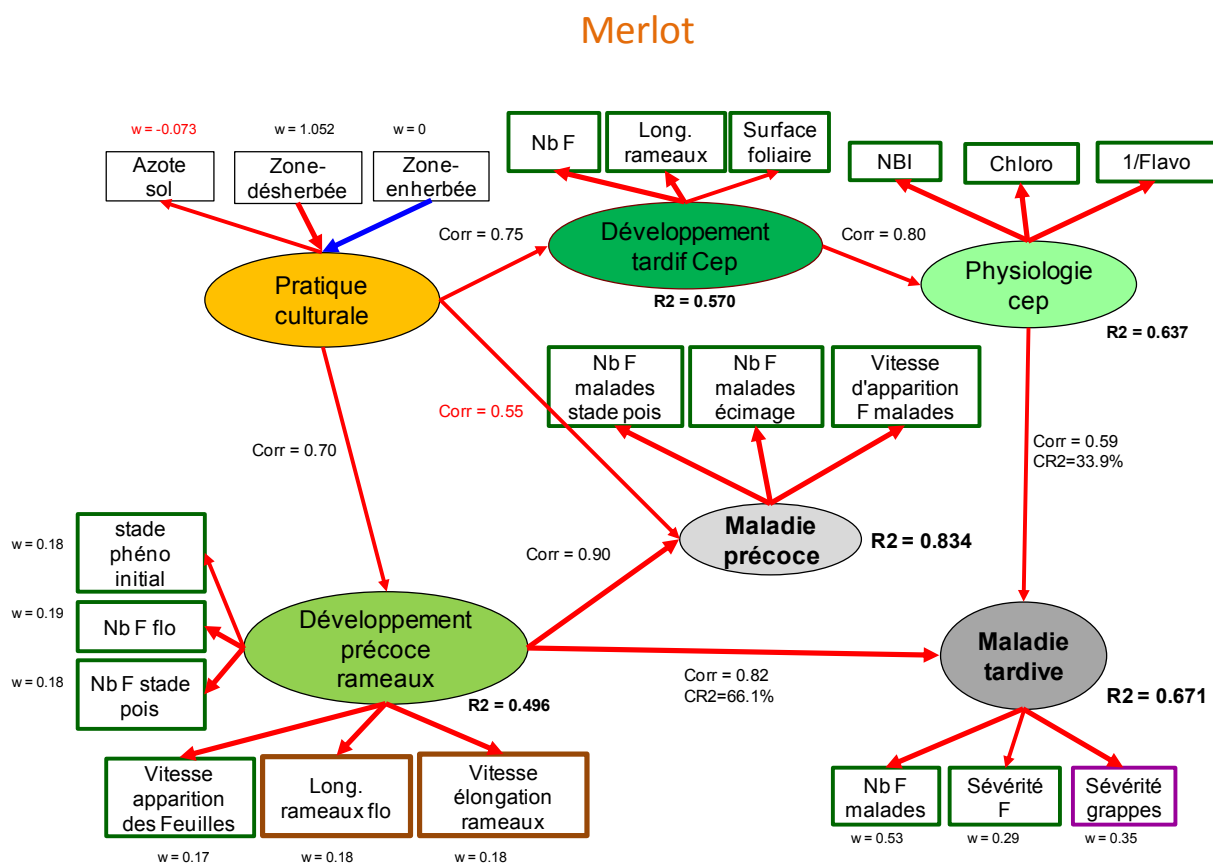 Merlot
w = -0.073
w = 1.052
w = 0
Azote
sol
Zone-
désherbée
Zone-
enherbée
Nb F
Long.
rameaux
Surface
foliaire
NBI
Chloro
1/Flavo
Corr = 0.75
Développement
tardif Cep
Corr = 0.80
R2 = 0.570
Pratique
culturale
Physiologie
cep
R2 = 0.637
Nb F
malades
stade pois
Nb F
malades
écimage
Vitesse
d'apparition
F malades
Corr = 0.55
Corr = 0.70
Corr = 0.59
CR2=33.9%
Maladie
précoce
R2 = 0.834
Corr = 0.90
w = 0.18
stade
phéno
initial
w = 0.19
Nb F flo
w = 0.18
Nb F stade
pois
Développement
précoce
rameaux
R2 = 0.496
Corr = 0.82
CR2=66.1%
Maladie
tardive
R2 = 0.671
Vitesse
apparition
des Feuilles
Long.
rameaux flo
Vitesse
élongation
rameaux
w = 0.17
w = 0.18
w = 0.18
Nb F
malades
Sévérité
F
Sévérité
grappes
w = 0.53
w = 0.29
w = 0.35